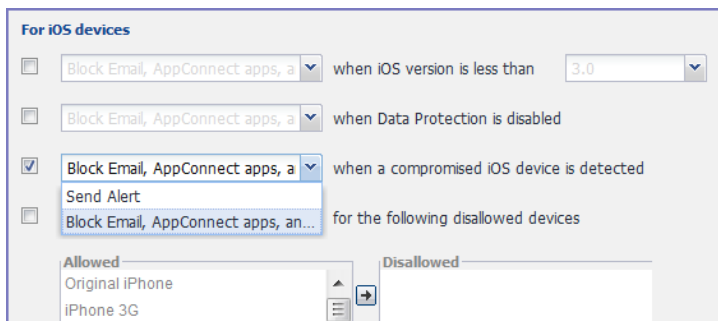 For iOS devices
Block Email, AppConnect apps, a when iOS version is less than 3.0
Block Email, AppConnect apps, a when Data Protection is disabled
Block Email, AppConnect apps, a when a compromised iOS device is detected
Send Alert
Block Email, AppConnect apps, an... for the following disallowed devices
Allowed Disallowed
Original iPhone
iPhone 3G